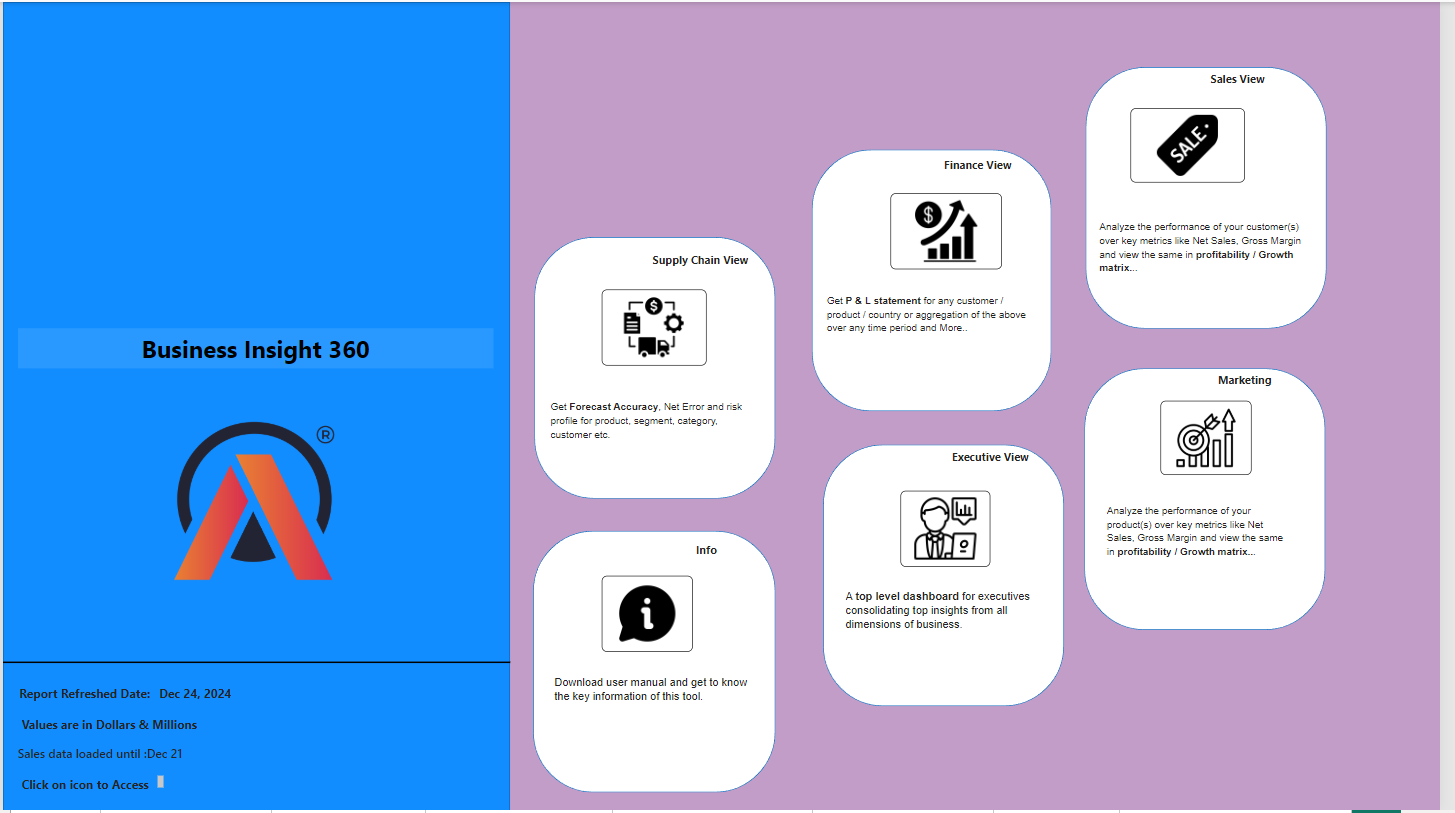 Business Insight 360
®
Report Refreshed Date: Dec 24, 2024
Values are in Dollars & Millions
Sales data loaded until :Dec 21
Click on icon to Access
Supply Chain View
$
Get Forecast Accuracy, Net Error and risk
profile for product, segment, category,
customer etc.
Info
i
Download user manual and get to know
the key information of this tool.
Finance View
$
Get P & L statement for any customer /
product / country or aggregation of the above
over any time period and More..
Executive View
A top level dashboard for executives
consolidating top insights from all
dimensions of business.
Sales View
SALE
Analyze the performance of your customer(s)
over key metrics like Net Sales, Gross Margin
and view the same in profitability / Growth
matrix...
Marketing
Analyze the performance of your
product(s) over key metrics like Net
Sales, Gross Margin and view the same
in profitability / Growth matrix...